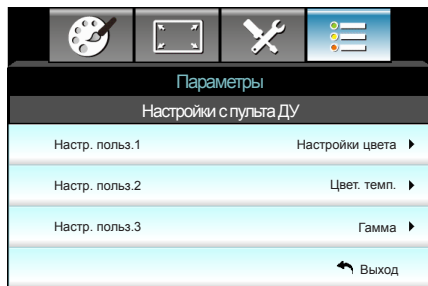 Параметры
Настройки с пульта ДУ
Настр. польз.1 Настройки цвета
Настр. польз.2 Цвет. темп.
Настр. польз.3 Гамма
Выход